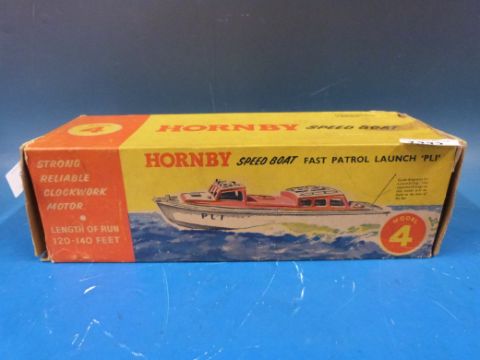 4
HORNBY SPEED BOAT
STRONG
RELIABLE
CLOCKWORK
MOTOR
LENGTH OF RUN
120-140 FEET
HORNBY SPEED BOAT FAST PATROL LAUNCH 'PL1'
PL1
MODEL
4